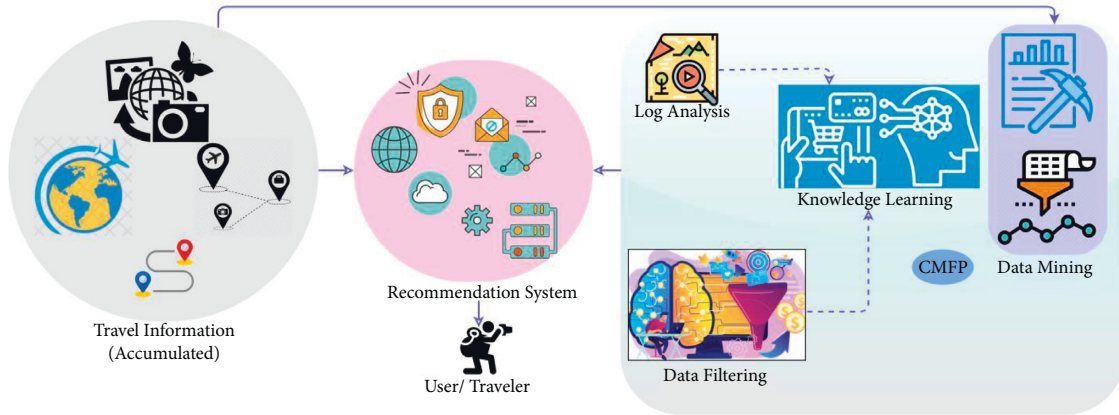 Log Analysis
Knowledge Learning
CMFP
Data Mining
Recommendation System
Travel Information
(Accumulated)
User/ Traveler
Data Filtering